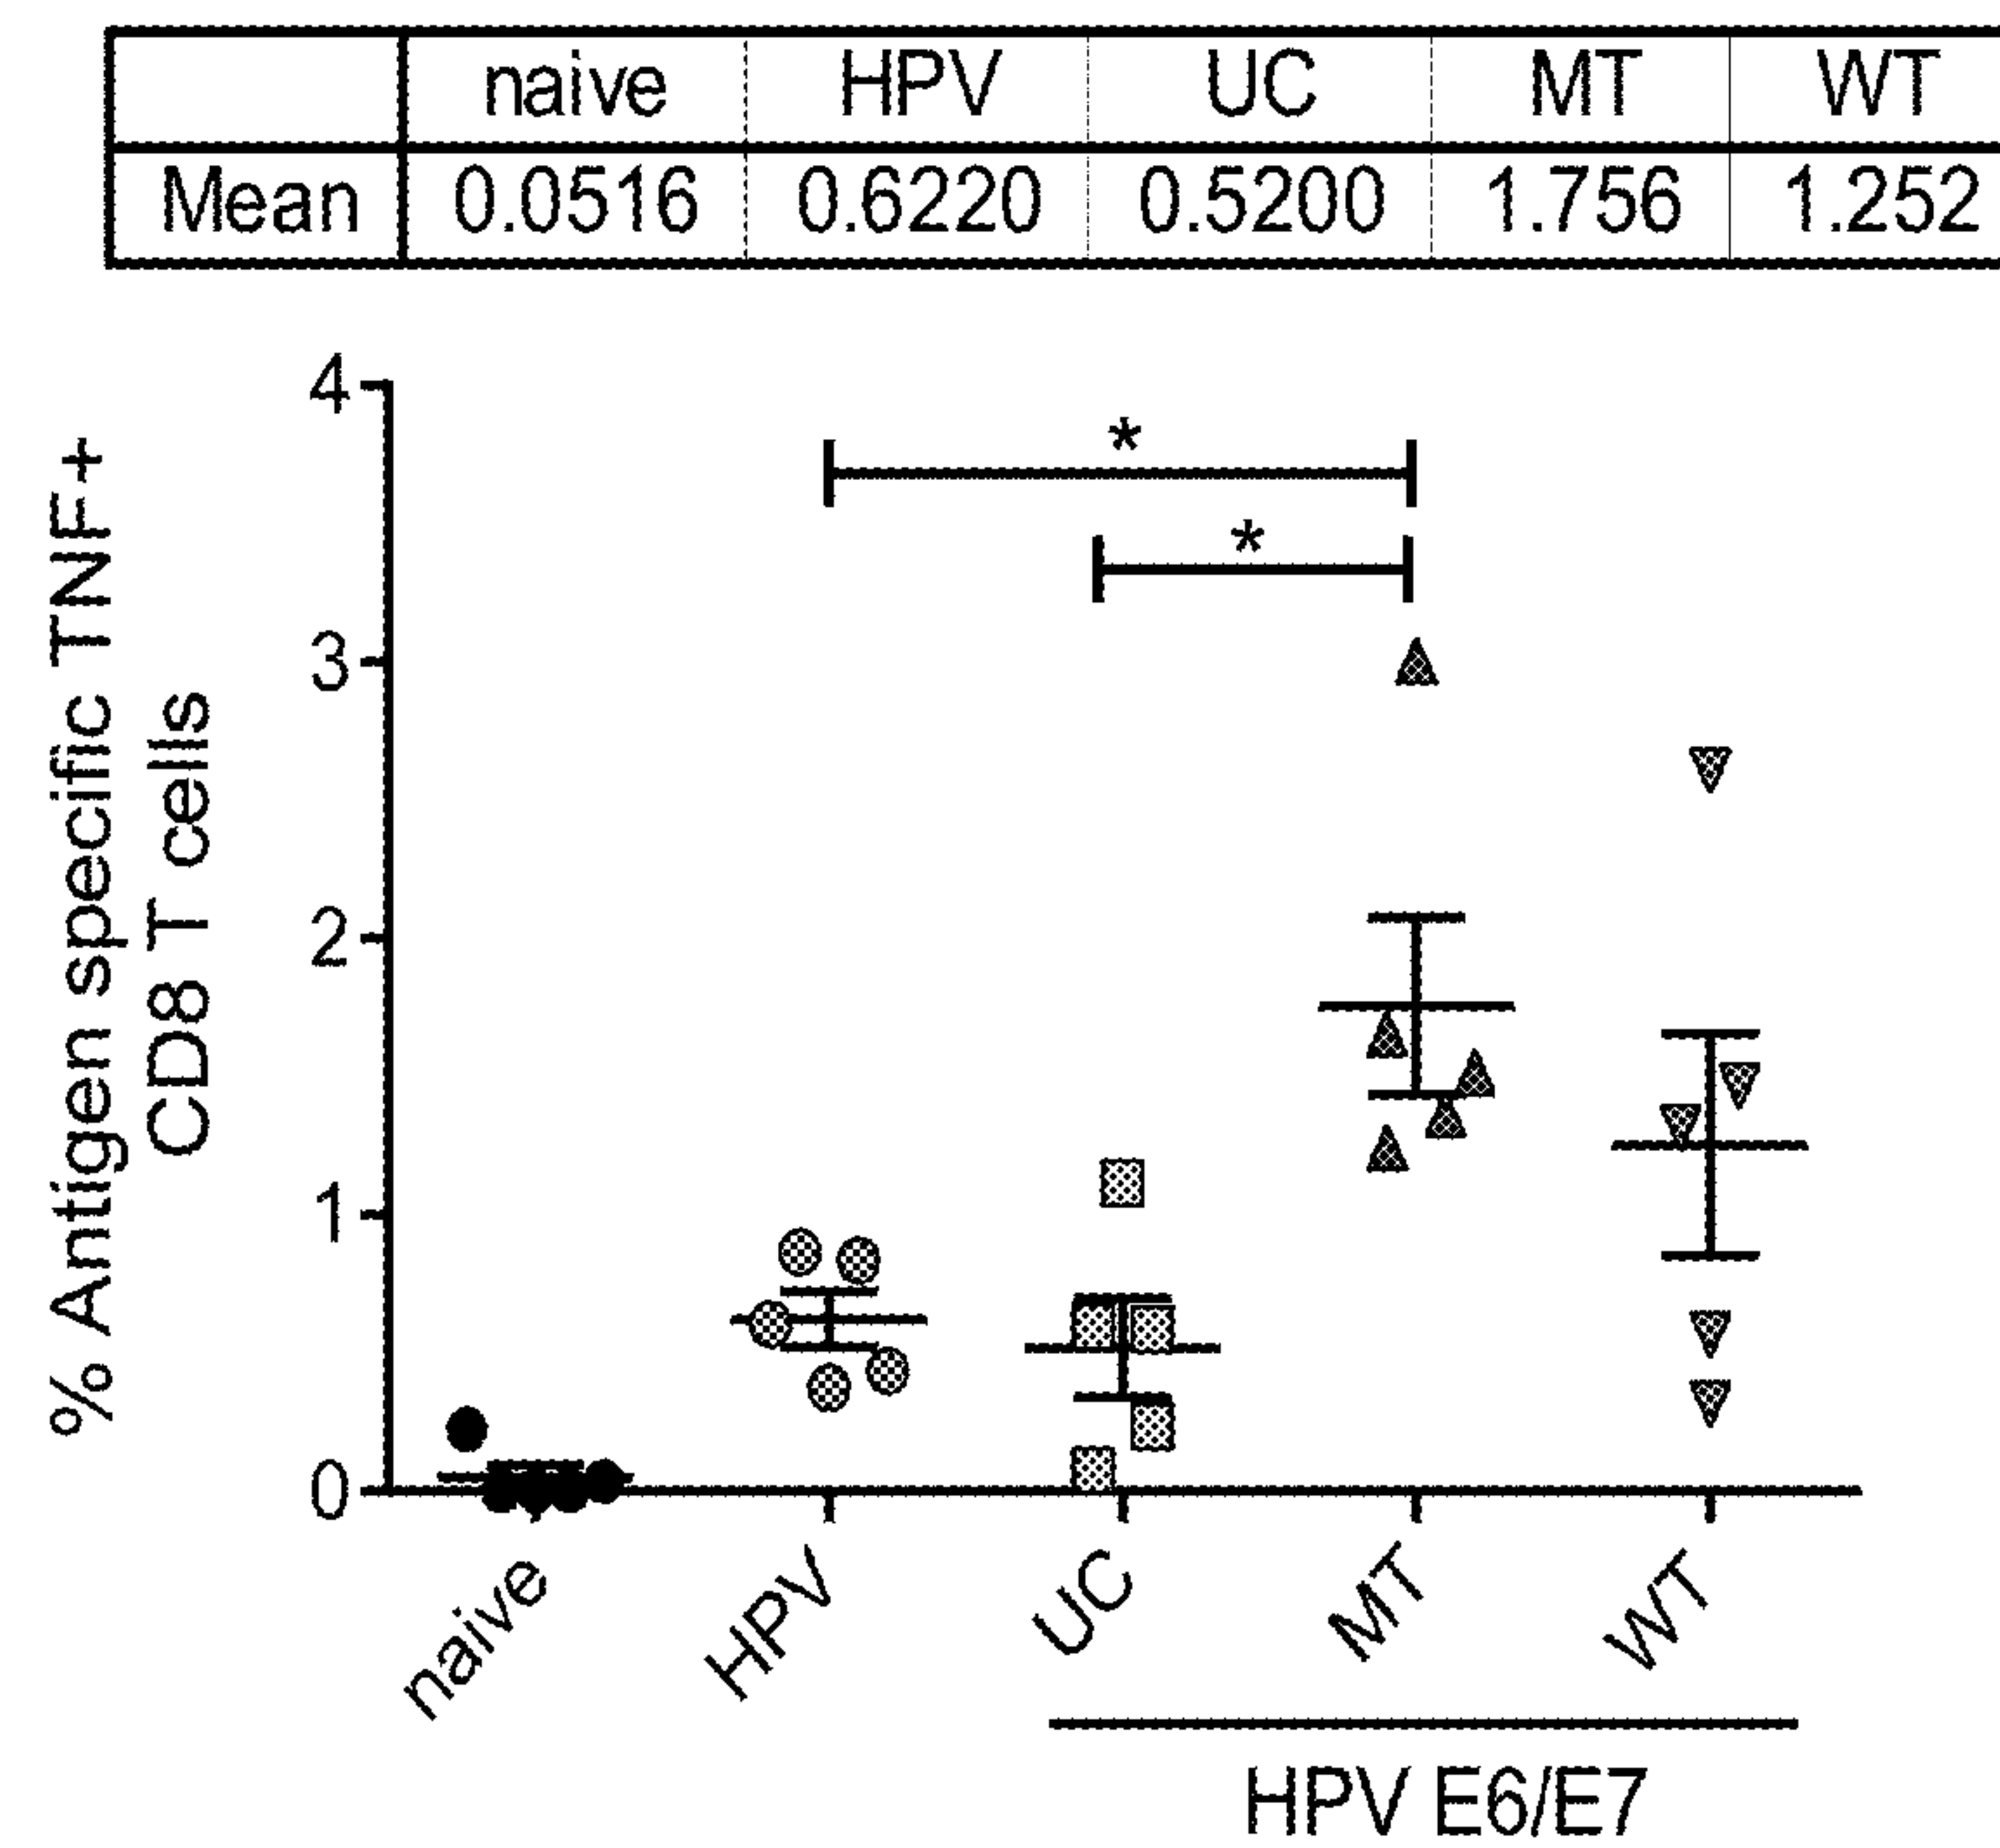 naive HPV UC MT WT
Mean 0.0516 0.6220 0.5200 1.756 1.252
% Antigen specific TNF+
CD8 T cells
4
3
2
1
0
*
*
naive HPV UC MT WT
HPV E6/E7